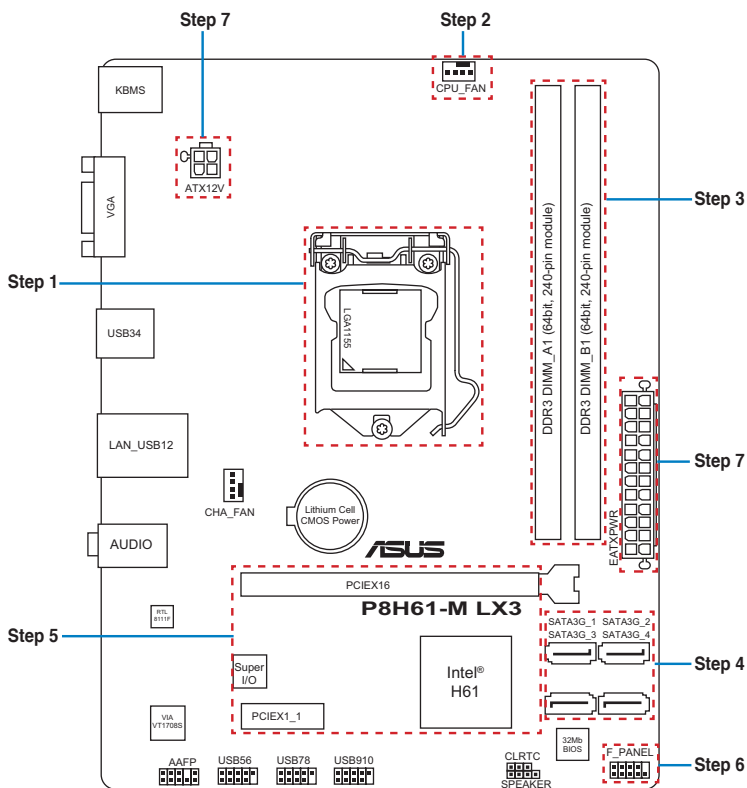 Step 7
Step 2
KBMS
CPU_FAN
ATX12V
VGA
Step 3
DDR3 DIMM_A1 (64bit, 240-pin module)
DDR3 DIMM_B1 (64bit, 240-pin module)
Step 1
LGA1155
USB34
LAN_USB12
Step 7
EATXPWR
CHA_FAN
Lithium Cell
CMOS Power
AUDIO
ASUS
PCIEX16
P8H61-M LX3
RTL
8111F
SATA3G_1 SATA3G_2
SATA3G_3 SATA3G_4
Step 5
Step 4
Super
I/O
Intel®
H61
PCIEX1_1
VIA
VT1708S
32Mb
BIOS
AAFP
USB56
USB78
USB910
CLRTC
SPEAKER
F_PANEL
Step 6